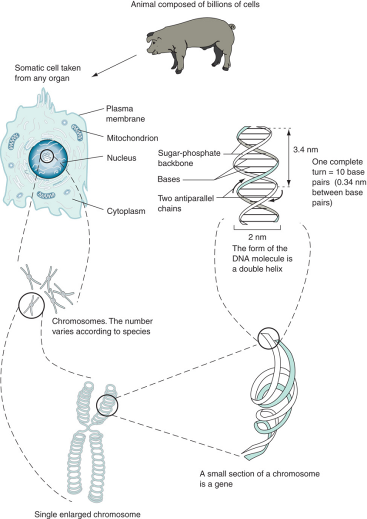 Animal composed of billions of cells
Somatic cell taken
from any organ
Plasma
membrane
Mitochondrion
Nucleus
Cytoplasm
Sugar-phosphate
backbone
Bases
Two antiparallel
chains
3.4 nm
One complete
turn = 10 base
pairs (0.34 nm
between base
pairs)
2 nm
The form of the
DNA molecule is
a double helix
Chromosomes. The number
varies according to species
A small section of a chromosome
is a gene
Single enlarged chromosome